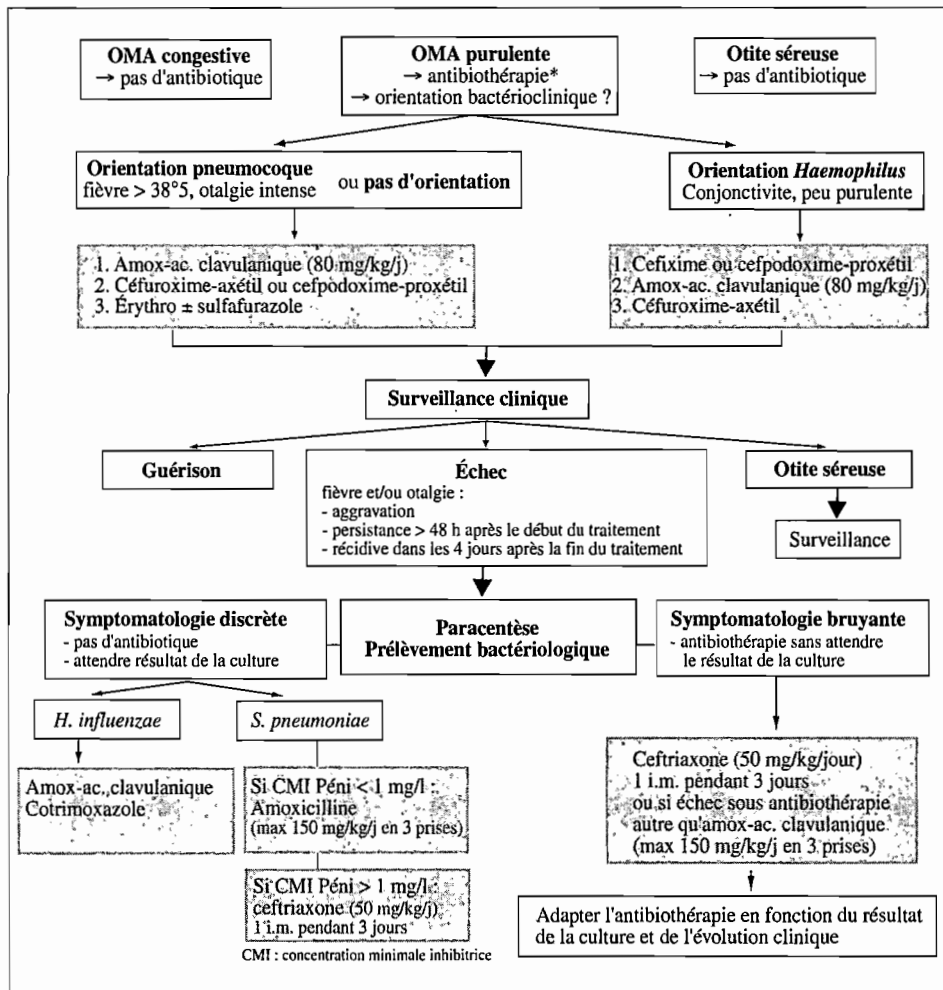 OMA congestive
→ pas d'antibiotique
OMA purulente
→ antibiothérapie*
→ orientation bactérioclinique ?
Otite séreuse
→ pas d'antibiotique
Orientation pneumocoque
fièvre > 38°5, otalgie intense
ou pas d'orientation
Orientation Haemophilus
Conjonctivite, peu purulente
1. Amox-ac. clavulanique (80 mg/kg/j)
2. Céfuroxime-axétil ou cefpodoxime-proxétil
3. Érythro ± sulfafurazole
1. Cefixime ou cefpodoxime-proxétil
2. Amox-ac. clavulanique (80 mg/kg/j)
3. Céfuroxime-axétil
Surveillance clinique
Guérison
Échec
fièvre et/ou otalgie :
- aggravation
- persistance > 48 h après le début du traitement
- récidive dans les 4 jours après la fin du traitement
Otite séreuse
Surveillance
Symptomatologie discrète
- pas d'antibiotique
- attendre résultat de la culture
Paracentèse
Prélèvement bactériologique
Symptomatologie bruyante
- antibiothérapie sans attendre
le résultat de la culture
H. influenzae
S. pneumoniae
Amox-ac. clavulanique
Cotrimoxazole
Si CMI Péni < 1 mg/l :
Amoxicilline
(max 150 mg/kg/j en 3 prises)
Si CMI Péni > 1 mg/l :
ceftriaxone (50 mg/kg/j)
1 i.m. pendant 3 jours
CMI : concentration minimale inhibitrice
Ceftriaxone (50 mg/kg/jour)
1 i.m. pendant 3 jours
ou si échec sous antibiothérapie
autre qu'amox-ac. clavulanique
(max 150 mg/kg/j en 3 prises)
Adapter l'antibiothérapie en fonction du résultat
de la culture et de l'évolution clinique